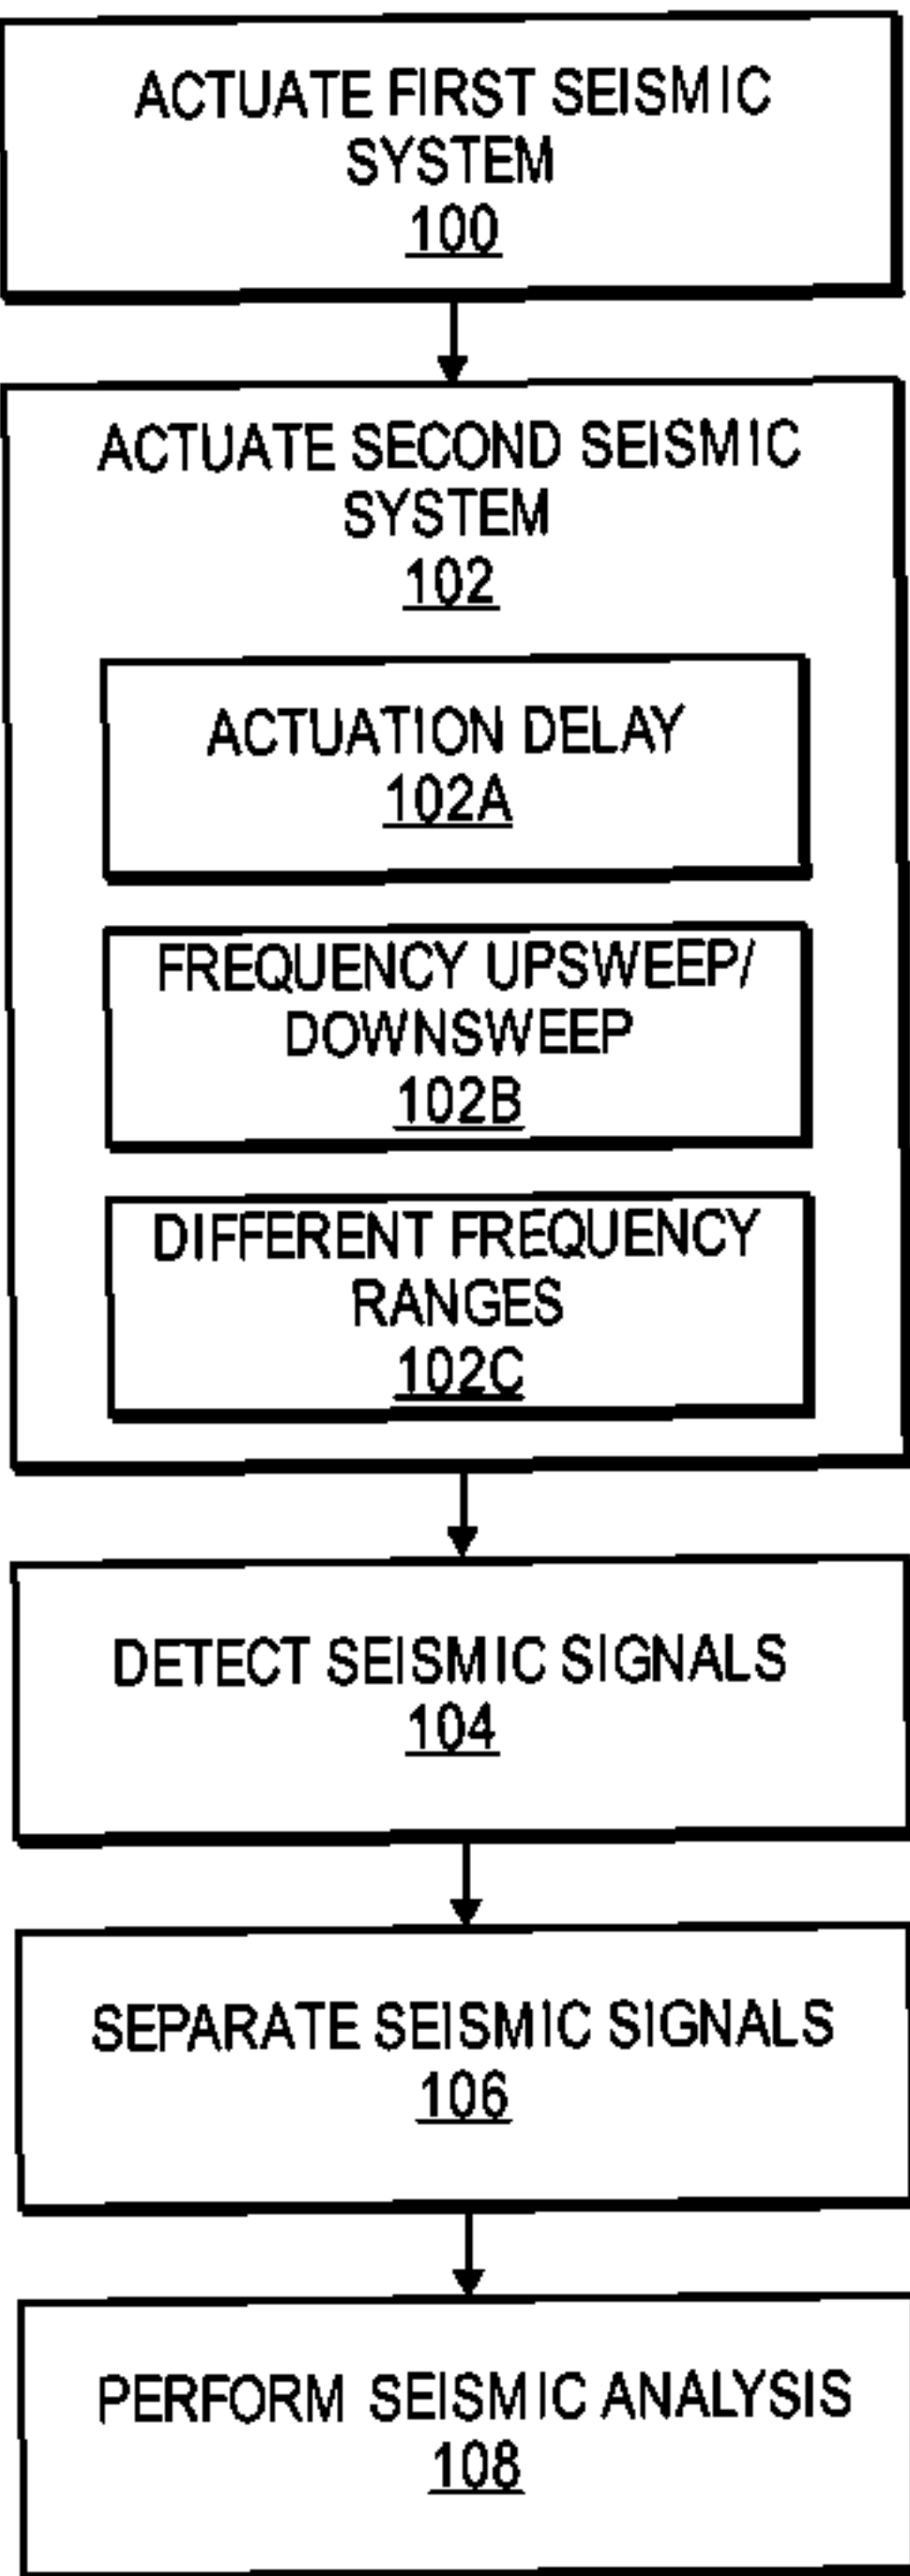 ACTUATE FIRST SEISMIC
SYSTEM
100
ACTUATE SECOND SEISMIC
SYSTEM
102
ACTUATION DELAY
102A
FREQUENCY UPSWEEP/
DOWNSWEEP
102B
DIFFERENT FREQUENCY
RANGES
102C
DETECT SEISMIC SIGNALS
104
SEPARATE SEISMIC SIGNALS
106
PERFORM SEISMIC ANALYSIS
108